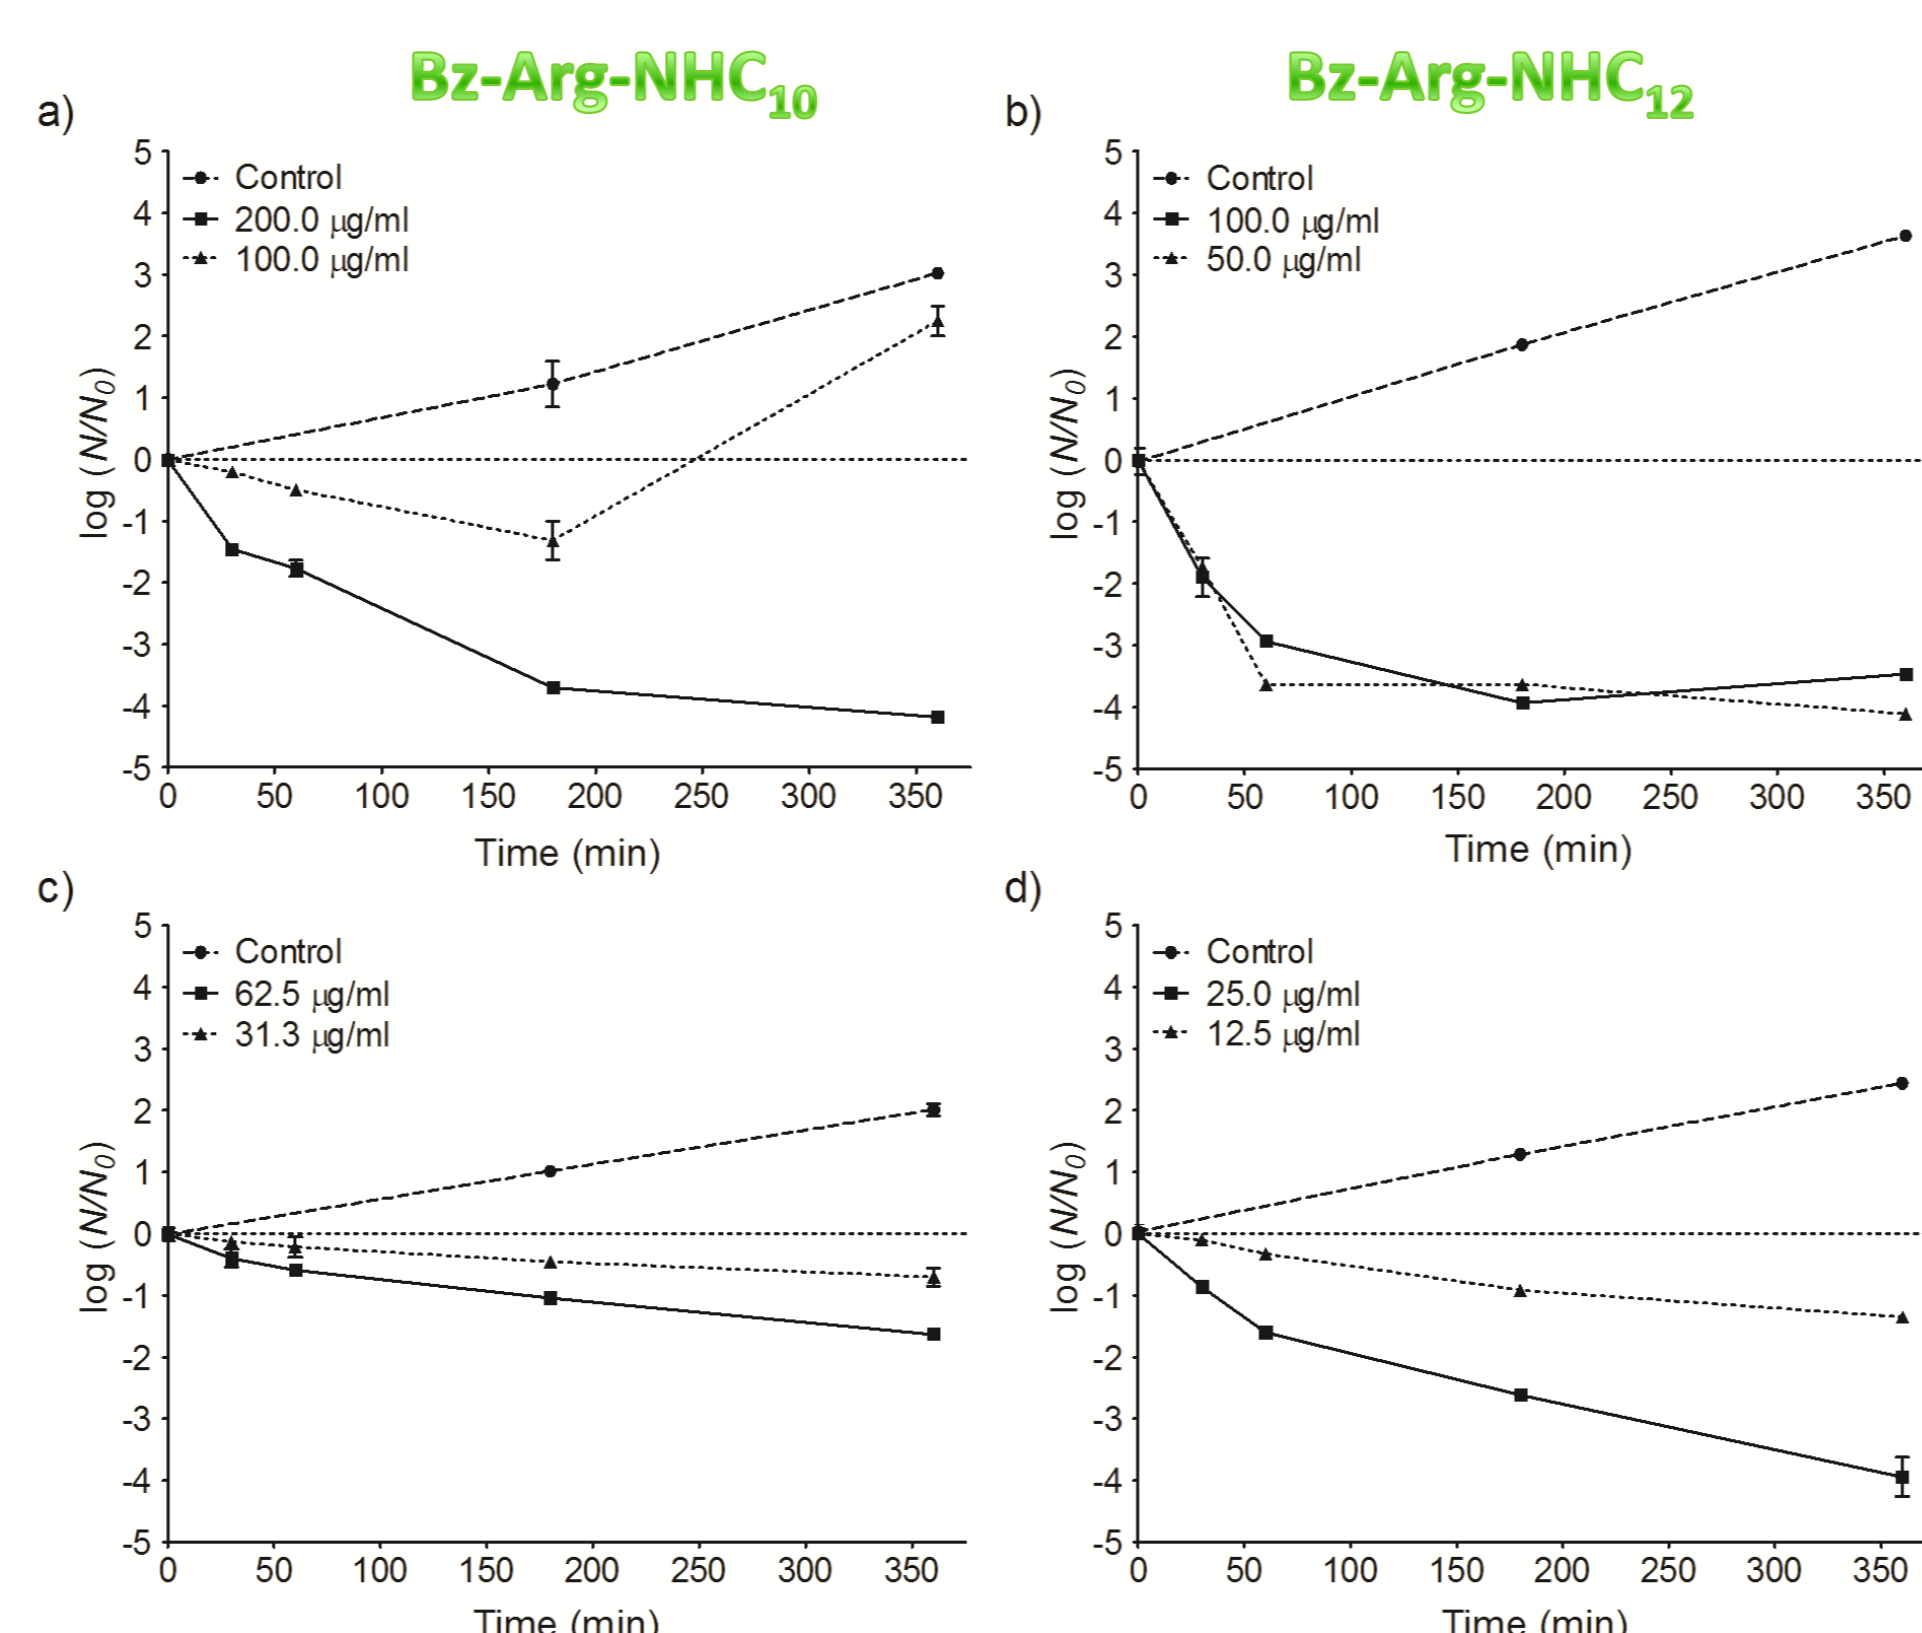 Bz-Arg-NHC10
Bz-Arg-NHC12
a)
5
4
3
2
1
0
-1
-2
-3
-4
-5
log (N/N0)
Control
200.0 µg/ml
100.0 µg/ml
0 50 100 150 200 250 300 350
Time (min)
b)
5
4
3
2
1
0
-1
-2
-3
-4
-5
log (N/N0)
Control
100.0 µg/ml
50.0 µg/ml
0 50 100 150 200 250 300 350
Time (min)
c)
5
4
3
2
1
0
-1
-2
-3
-4
-5
log (N/N0)
Control
62.5 µg/ml
31.3 µg/ml
0 50 100 150 200 250 300 350
Time (min)
d)
5
4
3
2
1
0
-1
-2
-3
-4
-5
log (N/N0)
Control
25.0 µg/ml
12.5 µg/ml
0 50 100 150 200 250 300 350
Time (min)